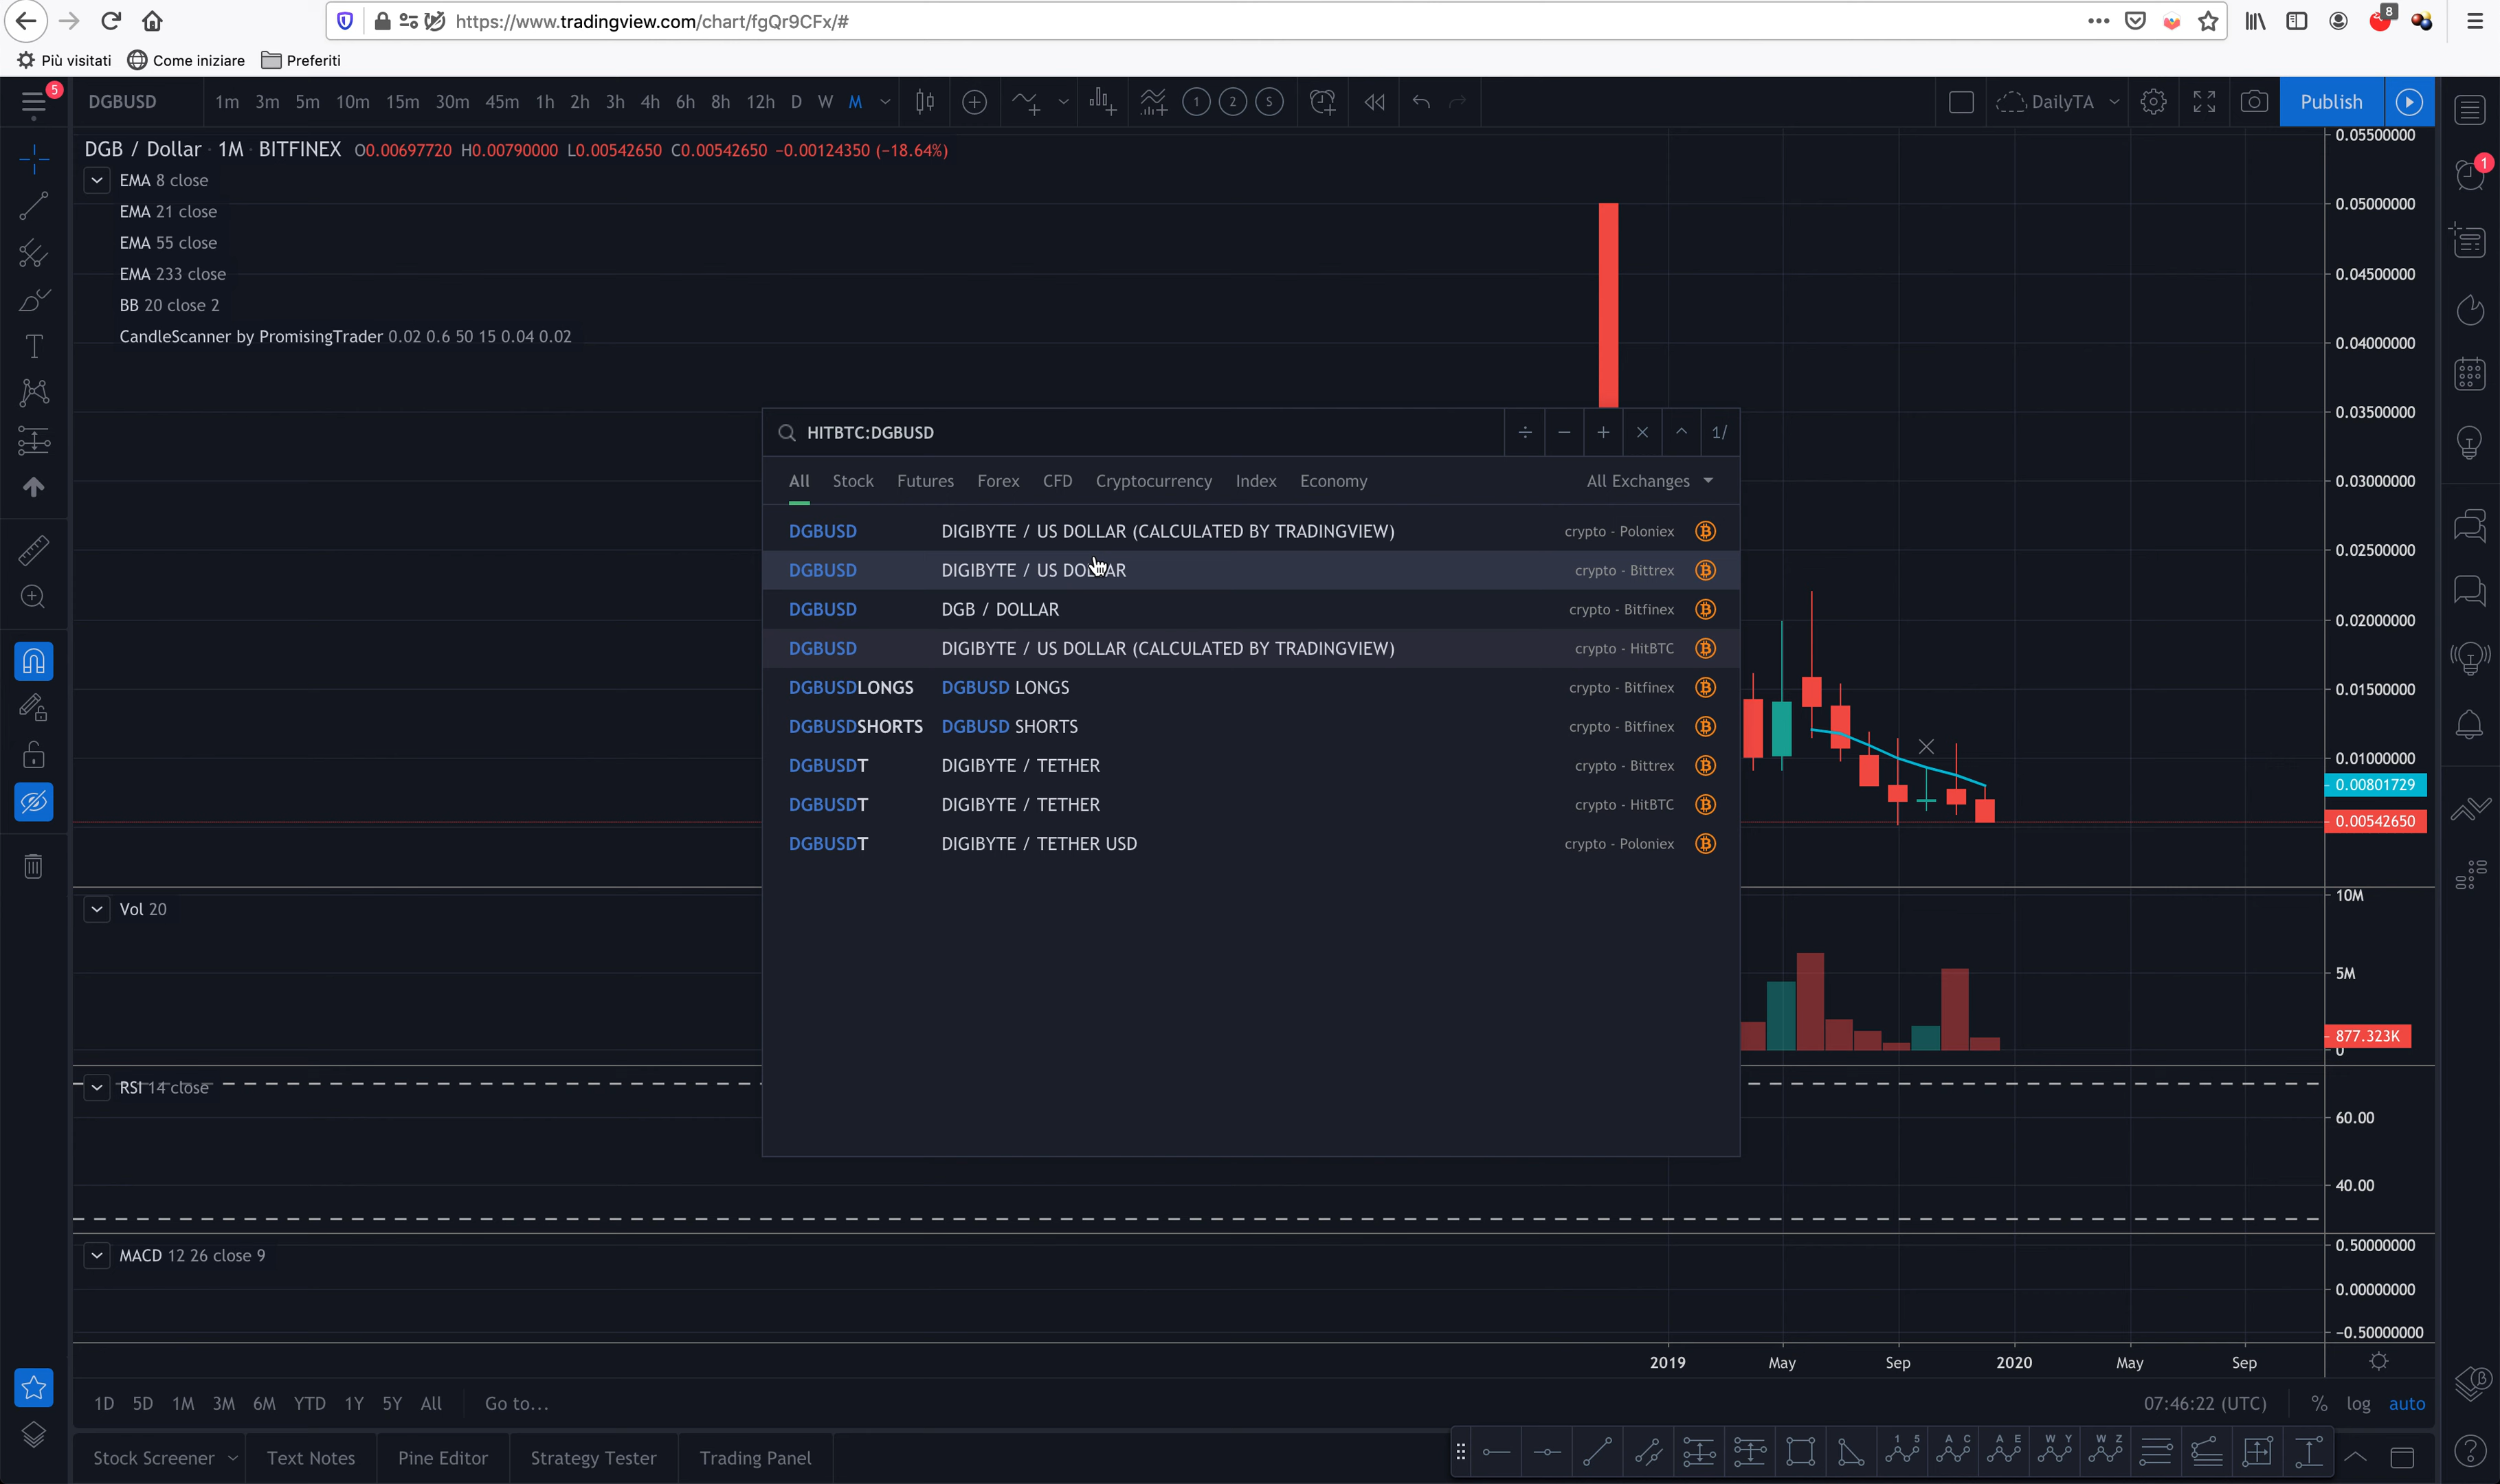 https://www.tradingview.com/chart/fgQr9CFx/#
8
Più visitati Come iniziare Preferiti
5
DGBUSD 1m 3m 5m 10m 15m 30m 45m 1h 2h 3h 4h 6h 8h 12h D W M 1 2 S DailyTA Publish
DGB / Dollar · 1M · BITFINEX O0.00697720 H0.00790000 L0.00542650 C0.00542650 −0.00124350 (−18.64%)
EMA 8 close
EMA 21 close
EMA 55 close
EMA 233 close
BB 20 close 2
CandleScanner by PromisingTrader 0.02 0.6 50 15 0.04 0.02
1
0.05500000
0.05000000
0.04500000
0.04000000
0.03500000
0.03000000
0.02500000
0.02000000
0.01500000
0.01000000
0.00801729
0.00542650
HITBTC:DGBUSD ÷ − + × ^ 1/
All Stock Futures Forex CFD Cryptocurrency Index Economy All Exchanges
DGBUSD DIGIBYTE / US DOLLAR (CALCULATED BY TRADINGVIEW) crypto - Poloniex
DGBUSD DIGIBYTE / US DOLLAR crypto - Bittrex
DGBUSD DGB / DOLLAR crypto - Bitfinex
DGBUSD DIGIBYTE / US DOLLAR (CALCULATED BY TRADINGVIEW) crypto - HitBTC
DGBUSDLONGS DGBUSD LONGS crypto - Bitfinex
DGBUSDSHORTS DGBUSD SHORTS crypto - Bitfinex
DGBUSDT DIGIBYTE / TETHER crypto - Bittrex
DGBUSDT DIGIBYTE / TETHER crypto - HitBTC
DGBUSDT DIGIBYTE / TETHER USD crypto - Poloniex
Vol 20
10M
5M
877.323K
0
RSI 14 close
60.00
40.00
MACD 12 26 close 9
0.50000000
0.00000000
−0.50000000
2019 May Sep 2020 May Sep
1D 5D 1M 3M 6M YTD 1Y 5Y All Go to... 07:46:22 (UTC) % log auto
Stock Screener Text Notes Pine Editor Strategy Tester Trading Panel
1 5 A C A E W Y W Z